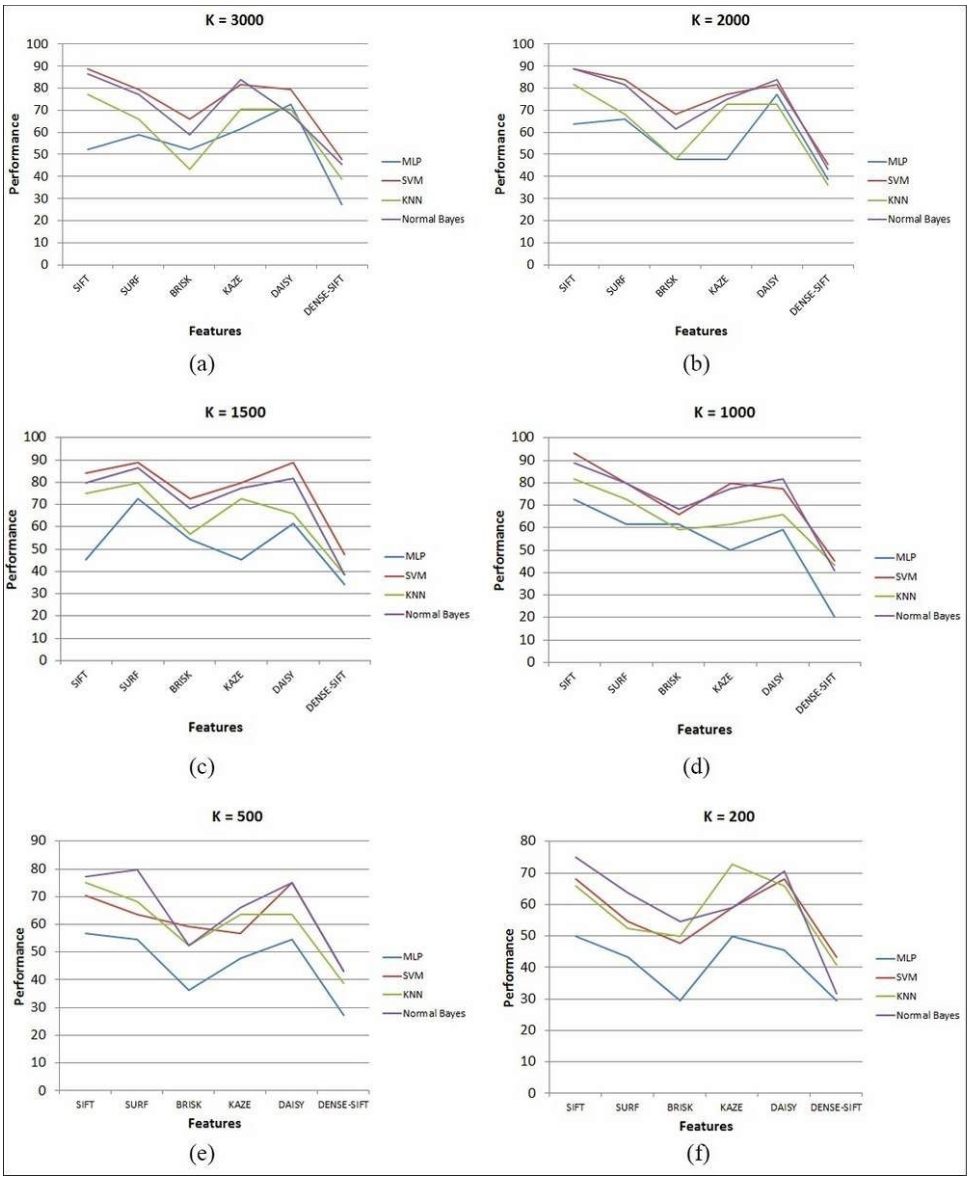 K = 3000
100
90
80
70
60
50
40
30
20
10
0
Performance
SIFT
SURF
BRISK
KAZE
DAISY
DENSE-SIFT
Features
MLP
SVM
KNN
Normal Bayes
(a)
K = 2000
100
90
80
70
60
50
40
30
20
10
0
Performance
SIFT
SURF
BRISK
KAZE
DAISY
DENSE-SIFT
Features
MLP
SVM
KNN
Normal Bayes
(b)
K = 1500
100
90
80
70
60
50
40
30
20
10
0
Performance
SIFT
SURF
BRISK
KAZE
DAISY
DENSE-SIFT
Features
MLP
SVM
KNN
Normal Bayes
(c)
K = 1000
100
90
80
70
60
50
40
30
20
10
0
Performance
SIFT
SURF
BRISK
KAZE
DAISY
DENSE-SIFT
Features
MLP
SVM
KNN
Normal Bayes
(d)
K = 500
90
80
70
60
50
40
30
20
10
0
Performance
SIFT
SURF
BRISK
KAZE
DAISY
DENSE-SIFT
Features
MLP
SVM
KNN
Normal Bayes
(e)
K = 200
80
70
60
50
40
30
20
10
0
Performance
SIFT
SURF
BRISK
KAZE
DAISY
DENSE-SIFT
Features
MLP
SVM
KNN
Normal Bayes
(f)